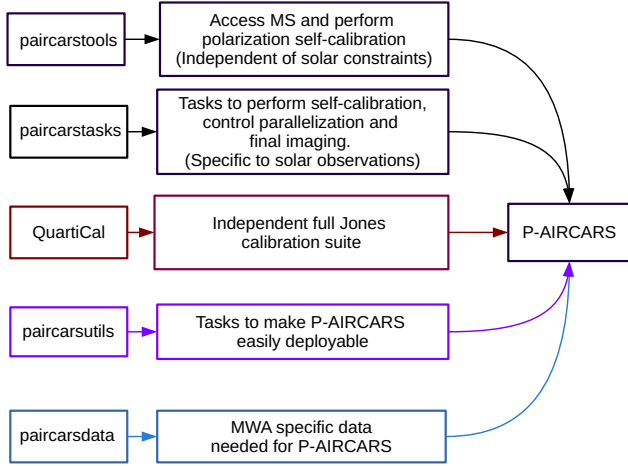 paircarstools
Access MS and perform
polarization self-calibration
(Independent of solar constraints)
paircarstasks
Tasks to perform self-calibration,
control parallelization and
final imaging.
(Specific to solar observations)
QuartiCal
Independent full Jones
calibration suite
P-AIRCARS
paircarsutils
Tasks to make P-AIRCARS
easily deployable
paircarsdata
MWA specific data
needed for P-AIRCARS